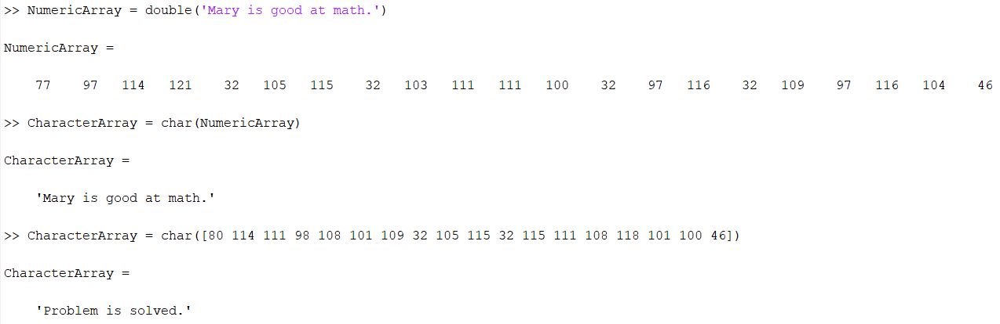 >> NumericArray = double('Mary is good at math.')
NumericArray =
77 97 114 121 32 105 115 32 103 111 111 100 32 97 116 32 109 97 116 104 46
>> CharacterArray = char(NumericArray)
CharacterArray =
'Mary is good at math.'
>> CharacterArray = char([80 114 111 98 108 101 109 32 105 115 32 115 111 108 118 101 100 46])
CharacterArray =
'Problem is solved.'